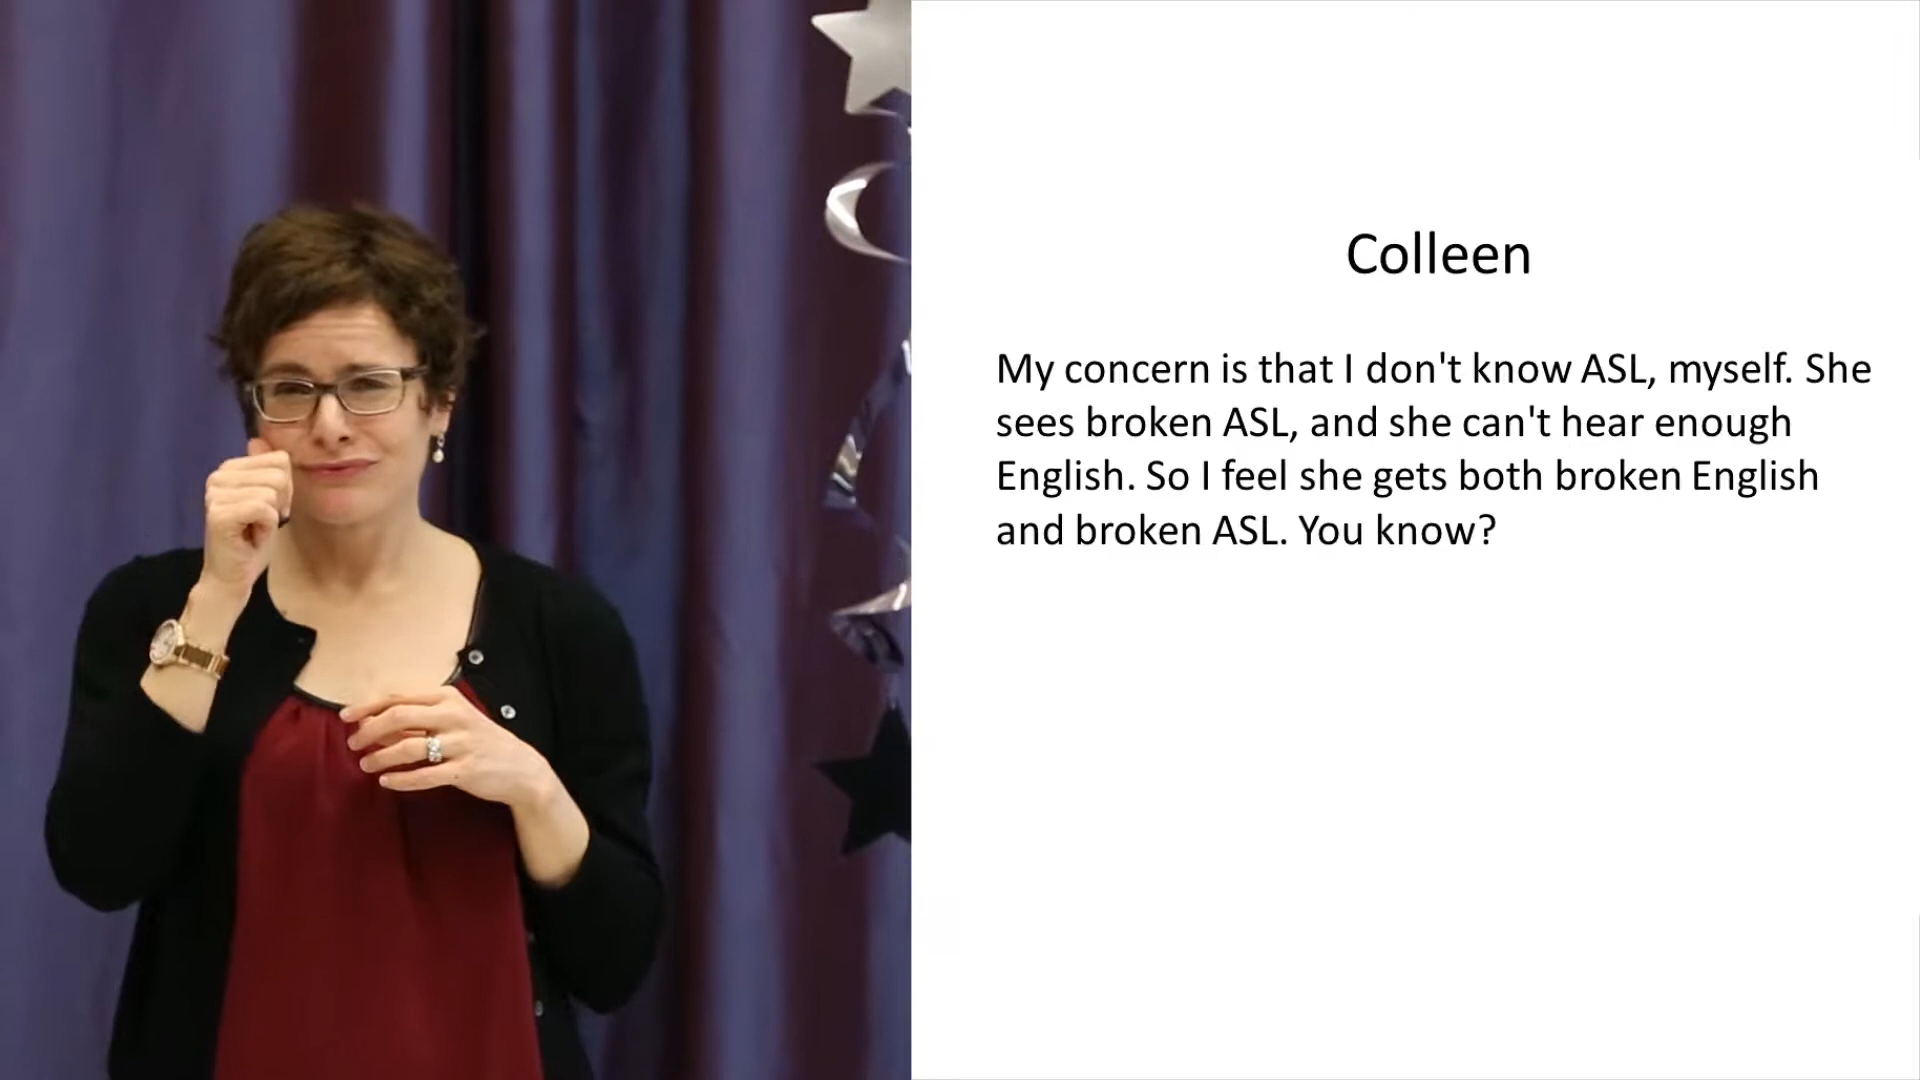 Colleen
My concern is that I don't know ASL, myself. She
sees broken ASL, and she can't hear enough
English. So I feel she gets both broken English
and broken ASL. You know?